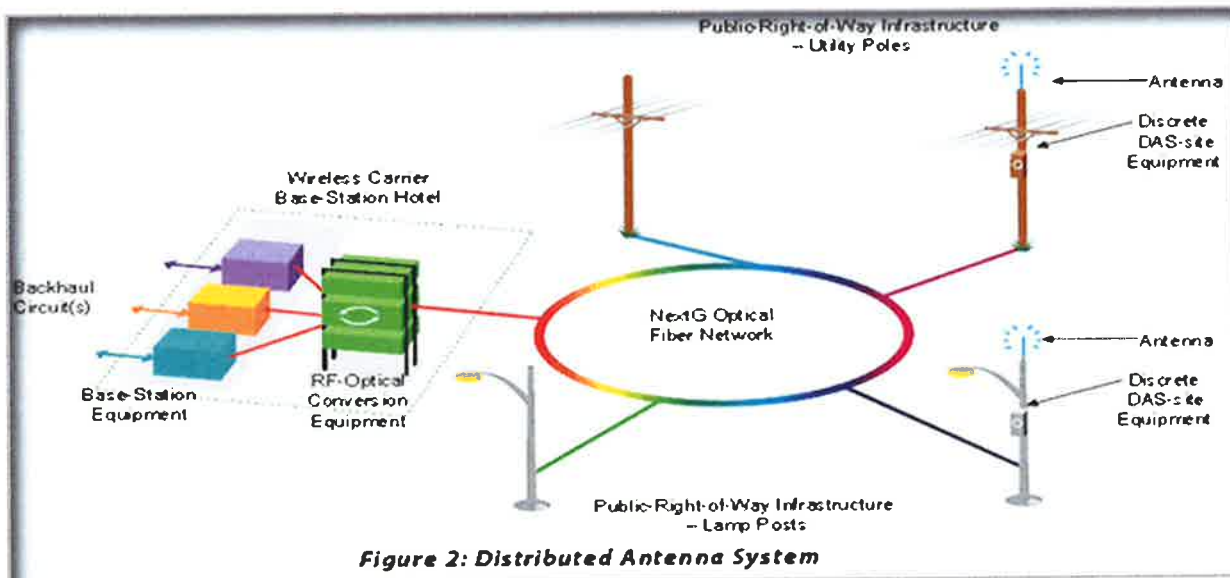 Public-Right-of-Way Infrastructure
-- Utility Poles
Antenna
Discrete
DAS-site
Equipment
Wireless Carrier
Base-Station Hotel
Backhaul
Circuit(s)
NextG Optical
Fiber Network
Antenna
Base-Station
Equipment
RF-Optical
Conversion
Equipment
Discrete
DAS-site
Equipment
Public-Right-of-Way Infrastructure
-- Lamp Posts
Figure 2: Distributed Antenna System